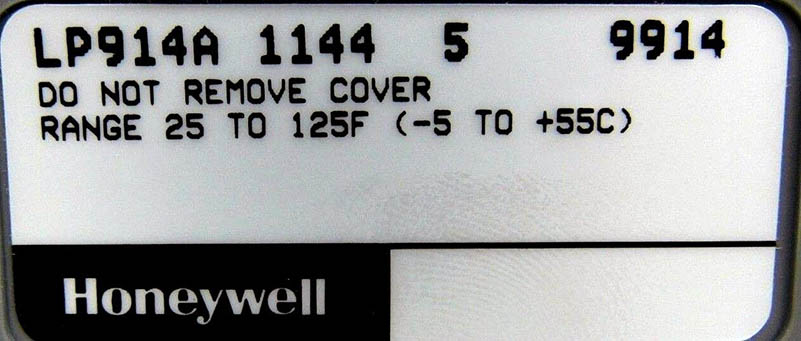 LP914A 1144 5 9914
DO NOT REMOVE COVER
RANGE 25 TO 125F (-5 TO +55C)
Honeywell